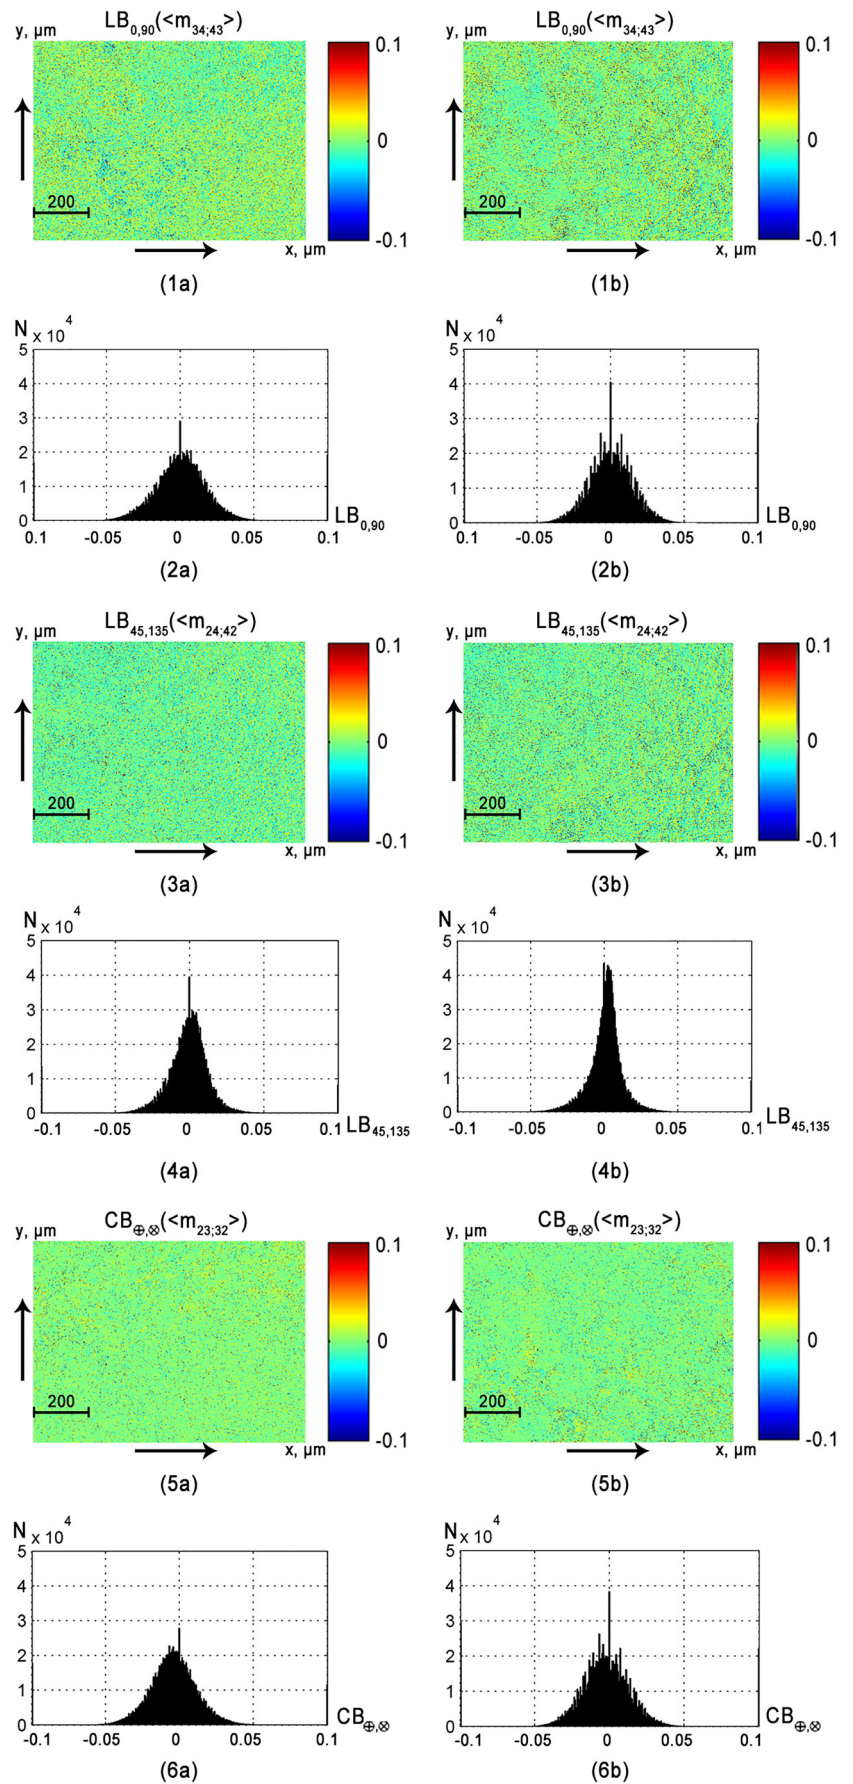 LB0,90(<m34;43>) LB0,90(<m34;43>)
y, µm 0.1 y, µm 0.1
0 0
200 200
-0.1 -0.1
x, µm x, µm
(1a) (1b)
N x 10^4 N x 10^4
5 5
4 4
3 3
2 2
1 1
0 LB0,90 0 LB0,90
0.1 -0.05 0 0.05 0.1 0.1 -0.05 0 0.05 0.1
(2a) (2b)
LB45,135(<m24;42>) LB45,135(<m24;42>)
y, µm 0.1 y, µm 0.1
0 0
200 200
-0.1 -0.1
x, µm x, µm
(3a) (3b)
N x 10^4 N x 10^4
5 5
4 4
3 3
2 2
1 1
0 0
-0.1 -0.05 0 0.05 0.1 LB45,135 -0.1 -0.05 0 0.05 0.1 LB45,135
(4a) (4b)
CB⊕,⊗(<m23;32>) CB⊕,⊗(<m23;32>)
y, µm 0.1 y, µm 0.1
0 0
200 200
-0.1 -0.1
x, µm x, µm
(5a) (5b)
N x 10^4 N x 10^4
5 5
4 4
3 3
2 2
1 1
0 CB⊕,⊗ 0 CB⊕,⊗
-0.1 -0.05 0 0.05 0.1 -0.1 -0.05 0 0.05 0.1
(6a) (6b)